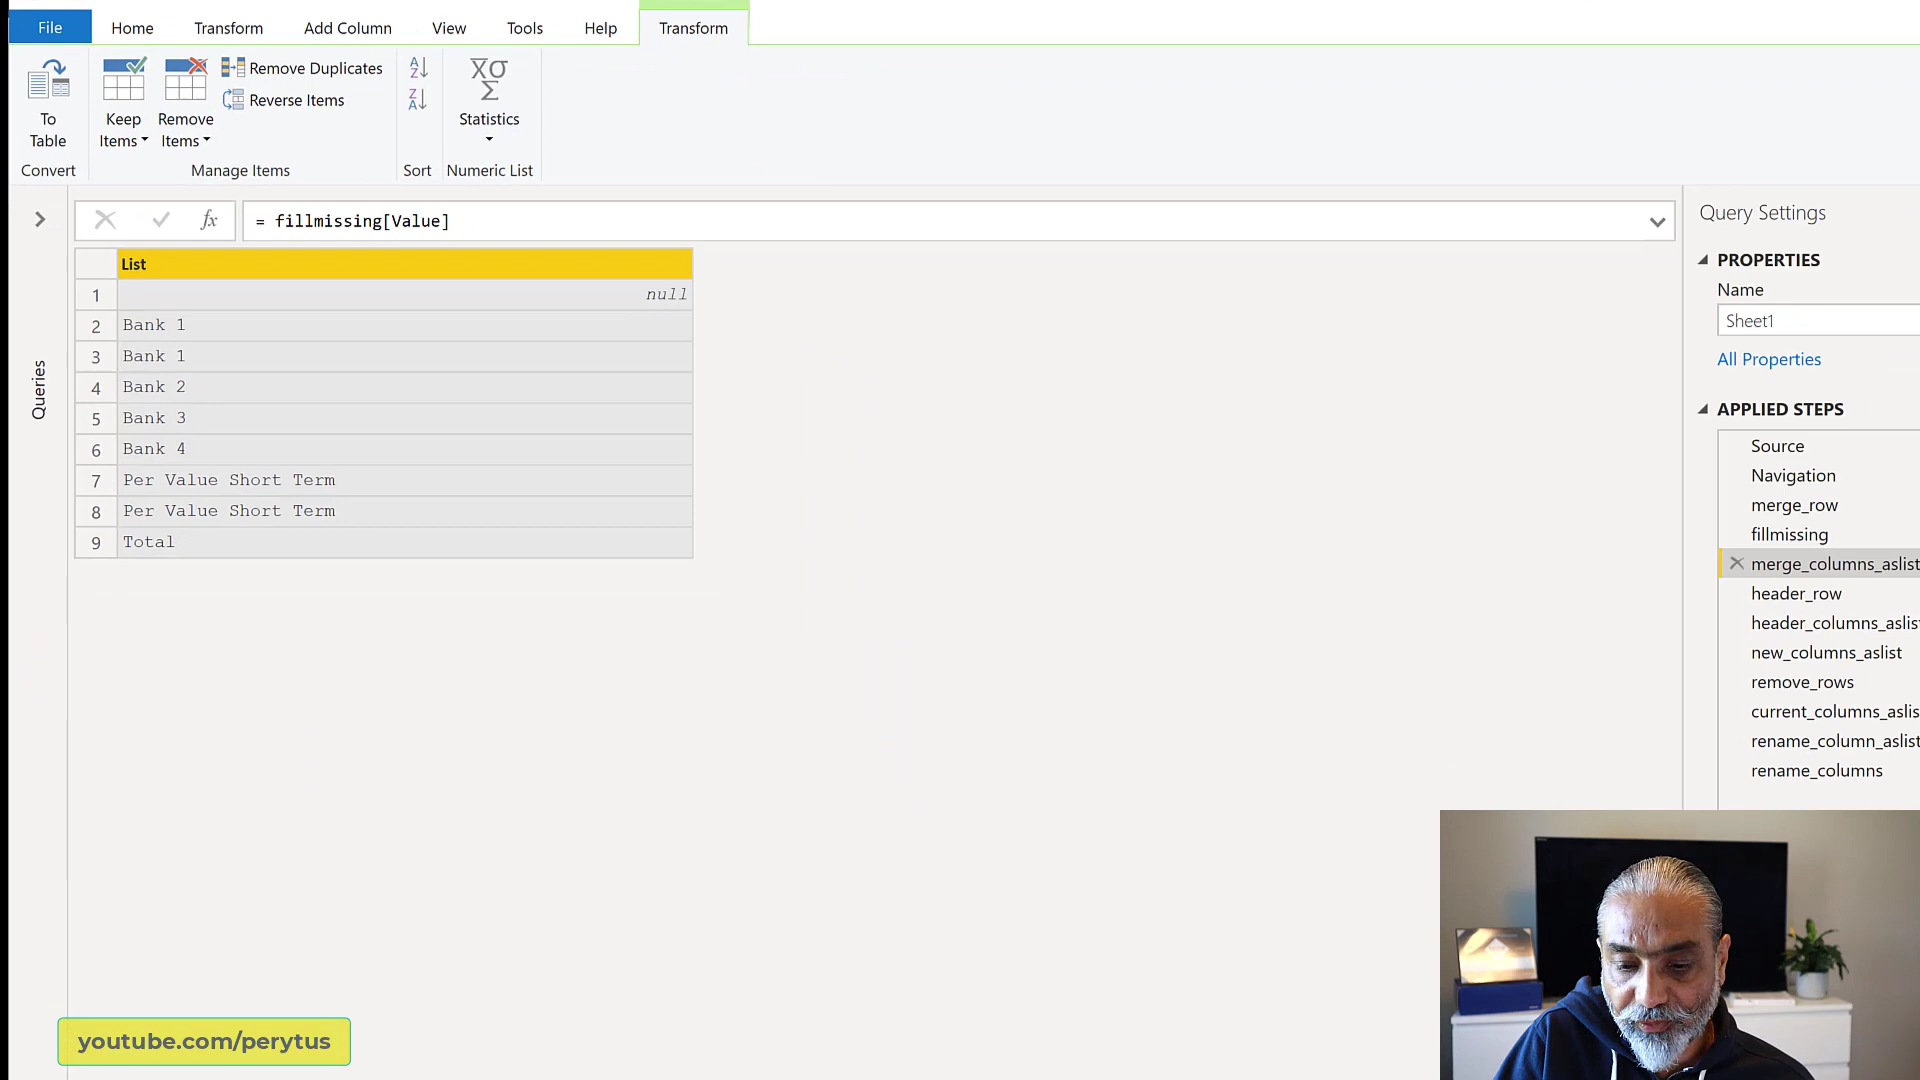 File
Home
Transform
Add Column
View
Tools
Help
Transform
To
Table
Convert
Keep
Items
Remove
Items
Remove Duplicates
Reverse Items
Manage Items
A
Z
Z
A
Sort
X̅σ
Σ
Statistics
Numeric List
Queries
fx
= fillmissing[Value]
List
1 null
2 Bank 1
3 Bank 1
4 Bank 2
5 Bank 3
6 Bank 4
7 Per Value Short Term
8 Per Value Short Term
9 Total
Query Settings
PROPERTIES
Name
Sheet1
All Properties
APPLIED STEPS
Source
Navigation
merge_row
fillmissing
merge_columns_aslist
header_row
header_columns_aslist
new_columns_aslist
remove_rows
current_columns_aslis
rename_column_aslist
rename_columns
youtube.com/perytus